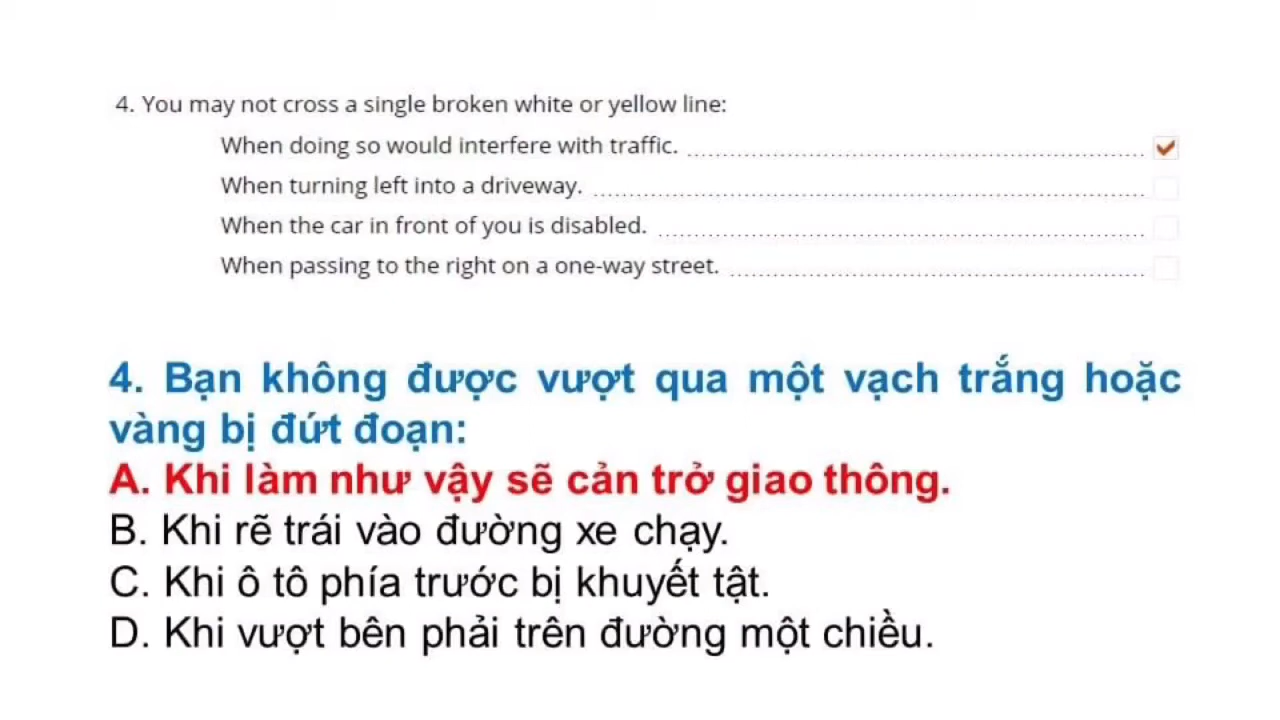 4. You may not cross a single broken white or yellow line:
When doing so would interfere with traffic.
When turning left into a driveway.
When the car in front of you is disabled.
When passing to the right on a one-way street.
4. Bạn không được vượt qua một vạch trắng hoặc
vàng bị đứt đoạn:
A. Khi làm như vậy sẽ cản trở giao thông.
B. Khi rẽ trái vào đường xe chạy.
C. Khi ô tô phía trước bị khuyết tật.
D. Khi vượt bên phải trên đường một chiều.